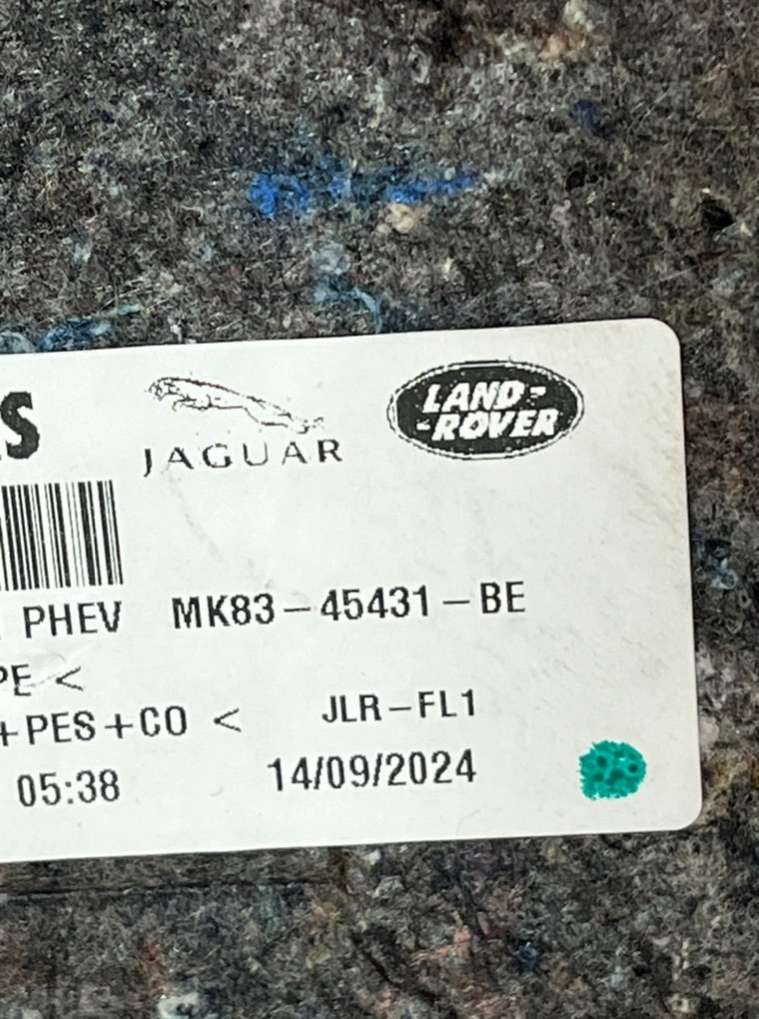 JAGUAR
LAND-
-ROVER
PHEV MK83-45431-BE
PE <
+PES+CO < JLR-FL1
05:38 14/09/2024